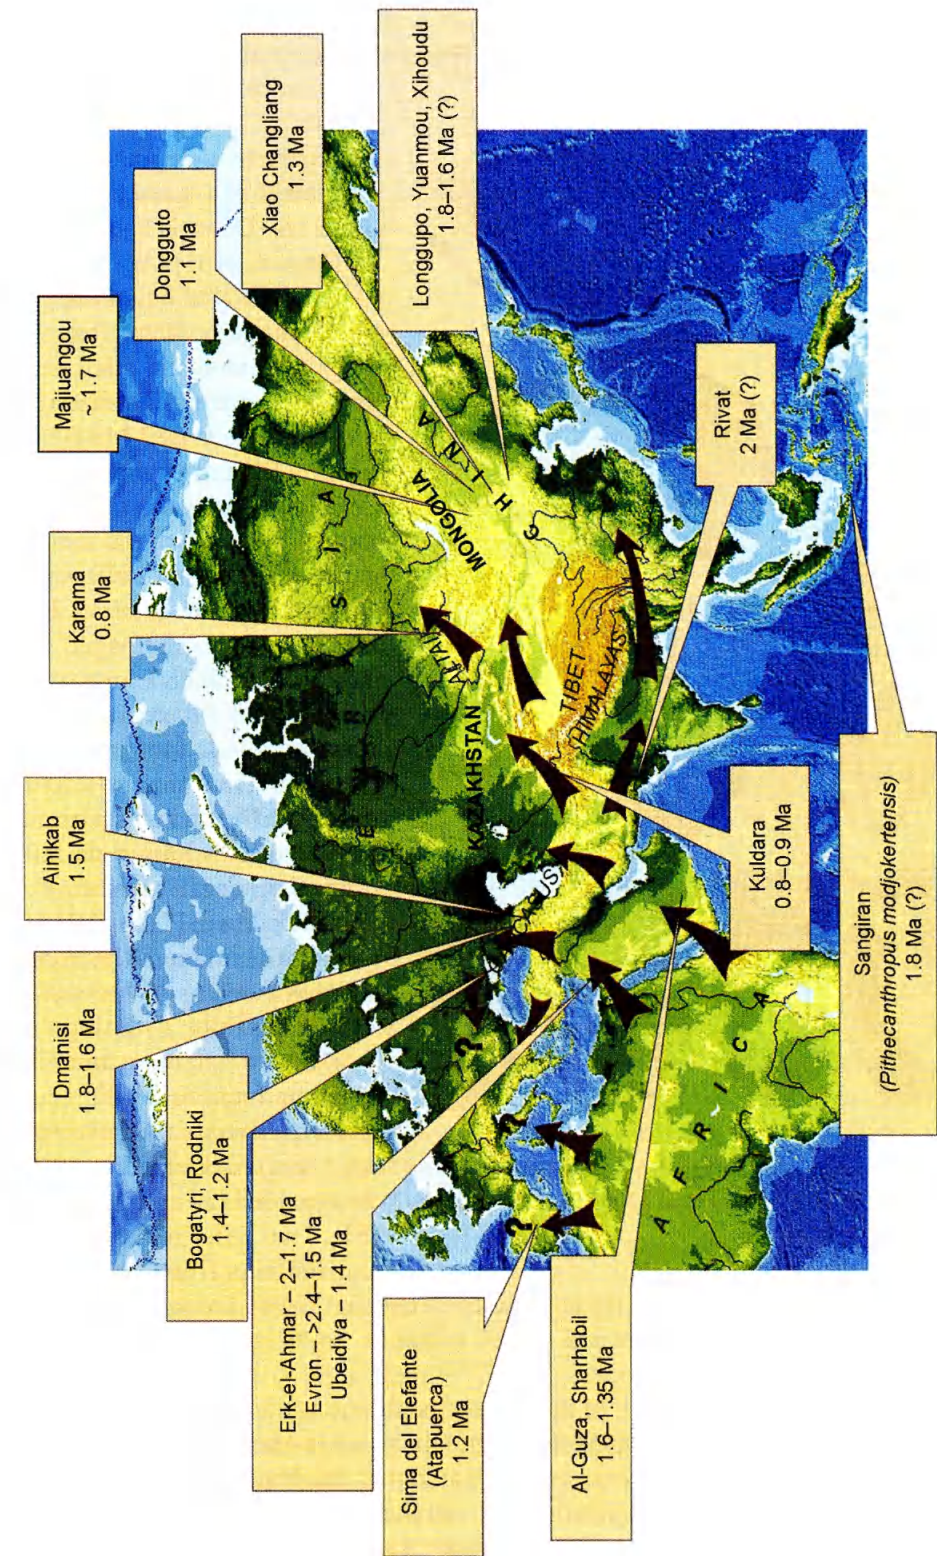 Dmanisi
1.8–1.6 Ma
Ainikab
1.5 Ma
Karama
0.8 Ma
Majiuangou
~ 1.7 Ma
Dongguto
1.1 Ma
Xiao Changliang
1.3 Ma
Bogatyri, Rodniki
1.4–1.2 Ma
Erk-el-Ahmar – 2–1.7 Ma
Evron – >2.4–1.5 Ma
Ubeidiya – 1.4 Ma
Sima del Elefante
(Atapuerca)
1.2 Ma
Al-Guza, Sharhabil
1.6–1.35 Ma
Longgupo, Yuanmou, Xihoudu
1.8–1.6 Ma (?)
Rivat
2 Ma (?)
Kuldara
0.8–0.9 Ma
Sangiran
(Pithecanthropus modjokertensis)
1.8 Ma (?)
KAZAKHSTAN
ALTAI
MONGOLIA
CHINA
TIBET
HIMALAYAS
AFRICA
?
?
?